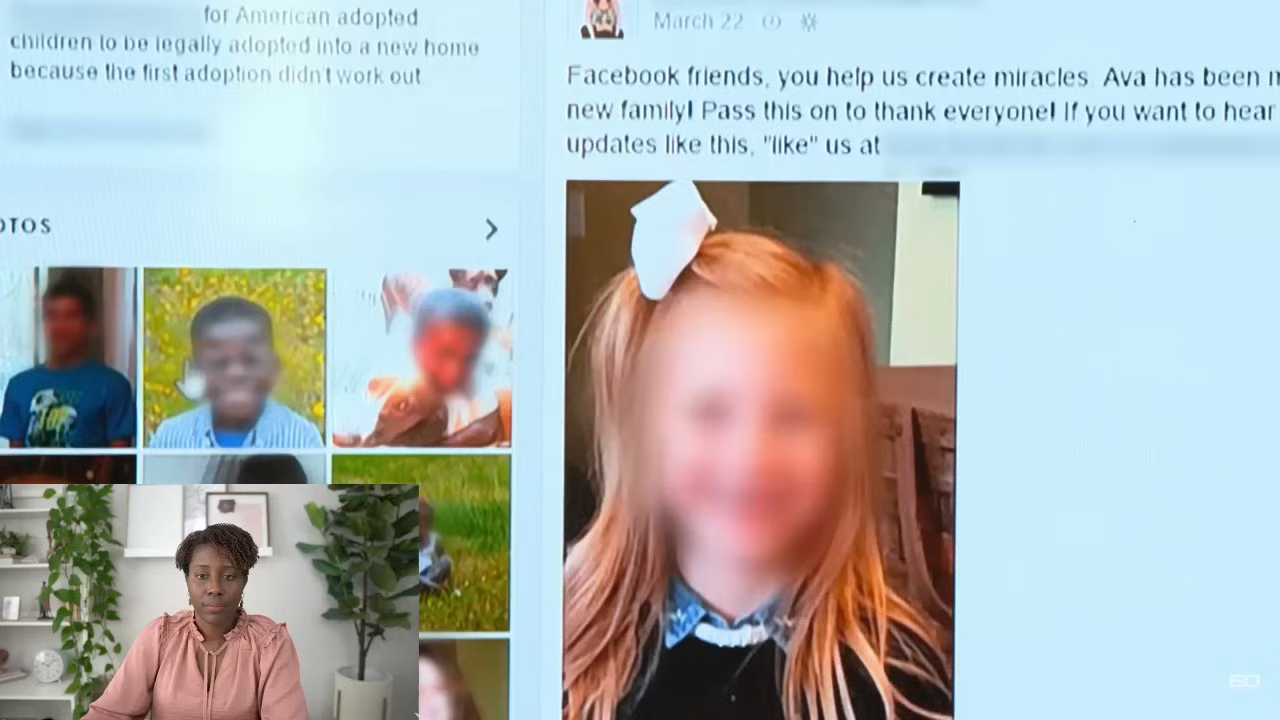 for American adopted
children to be legally adopted into a new home
because the first adoption didn't work out
OTOS
March 22
Facebook friends, you help us create miracles. Ava has been
new family! Pass this on to thank everyone! If you want to hear
updates like this, "like" us at
60